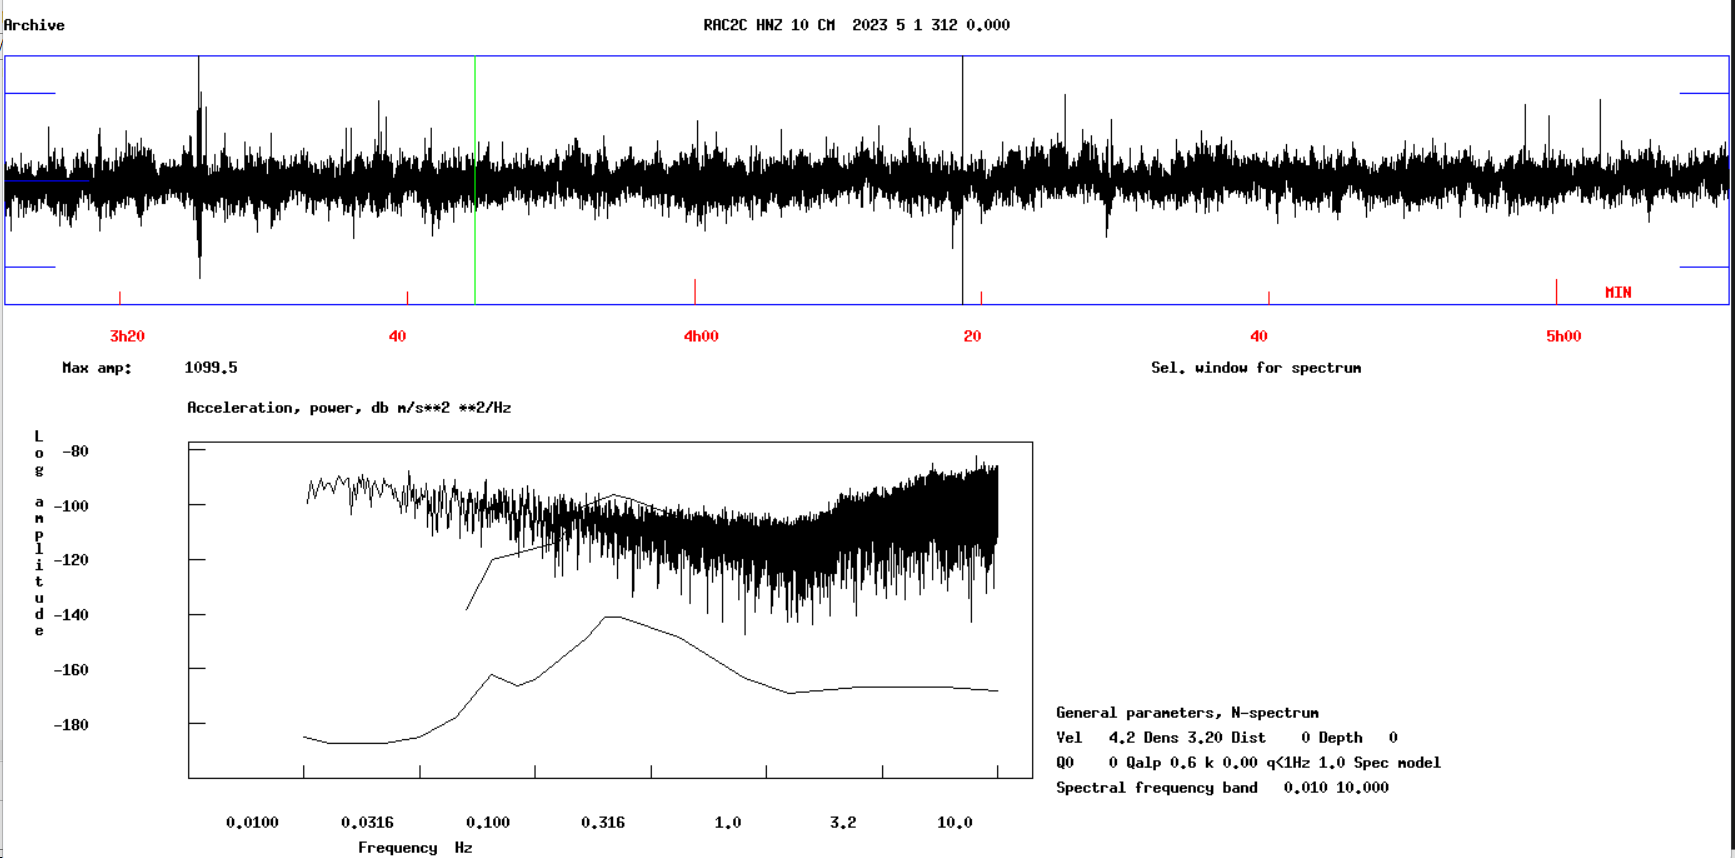 Archive
RAC2C HNZ 10 CM 2023 5 1 312 0.000
MIN
3h20 40 4h00 20 40 5h00
Max amp: 1099.5 Sel. window for spectrum
Acceleration, power, db m/s**2 **2/Hz
Log amplitude
-80
-100
-120
-140
-160
-180
General parameters, N-spectrum
Vel 4.2 Dens 3.20 Dist 0 Depth 0
Q0 0 Qalp 0.6 k 0.00 q<1Hz 1.0 Spec model
Spectral frequency band 0.010 10.000
0.0100 0.0316 0.100 0.316 1.0 3.2 10.0
Frequency Hz